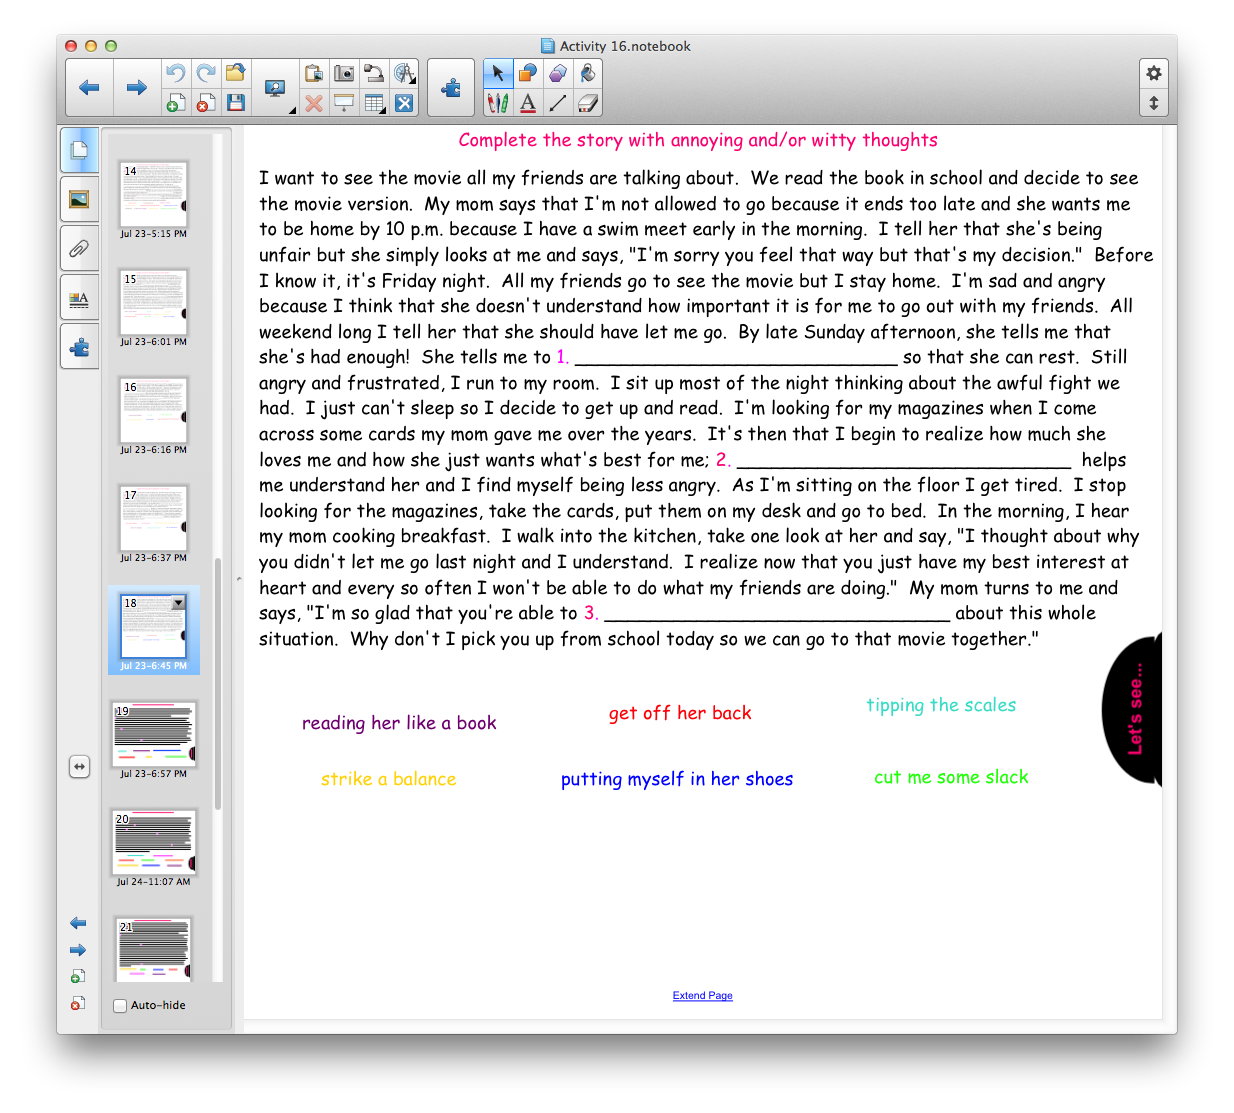 Activity 16.notebook
14
Jul 23-5:15 PM
15
Jul 23-6:01 PM
16
Jul 23-6:16 PM
17
Jul 23-6:37 PM
18
Jul 23-6:45 PM
19
Jul 23-6:57 PM
20
Jul 24-11:07 AM
21
Auto-hide
Complete the story with annoying and/or witty thoughts
I want to see the movie all my friends are talking about. We read the book in school and decide to see
the movie version. My mom says that I'm not allowed to go because it ends too late and she wants me
to be home by 10 p.m. because I have a swim meet early in the morning. I tell her that she's being
unfair but she simply looks at me and says, "I'm sorry you feel that way but that's my decision." Before
I know it, it's Friday night. All my friends go to see the movie but I stay home. I'm sad and angry
because I think that she doesn't understand how important it is for me to go out with my friends. All
weekend long I tell her that she should have let me go. By late Sunday afternoon, she tells me that
she's had enough! She tells me to 1. ______________________________ so that she can rest. Still
angry and frustrated, I run to my room. I sit up most of the night thinking about the awful fight we
had. I just can't sleep so I decide to get up and read. I'm looking for my magazines when I come
across some cards my mom gave me over the years. It's then that I begin to realize how much she
loves me and how she just wants what's best for me; 2. _______________________________ helps
me understand her and I find myself being less angry. As I'm sitting on the floor I get tired. I stop
looking for the magazines, take the cards, put them on my desk and go to bed. In the morning, I hear
my mom cooking breakfast. I walk into the kitchen, take one look at her and say, "I thought about why
you didn't let me go last night and I understand. I realize now that you just have my best interest at
heart and every so often I won't be able to do what my friends are doing." My mom turns to me and
says, "I'm so glad that you're able to 3. ________________________________ about this whole
situation. Why don't I pick you up from school today so we can go to that movie together."
reading her like a book
get off her back
tipping the scales
strike a balance
putting myself in her shoes
cut me some slack
Let's see...
Extend Page